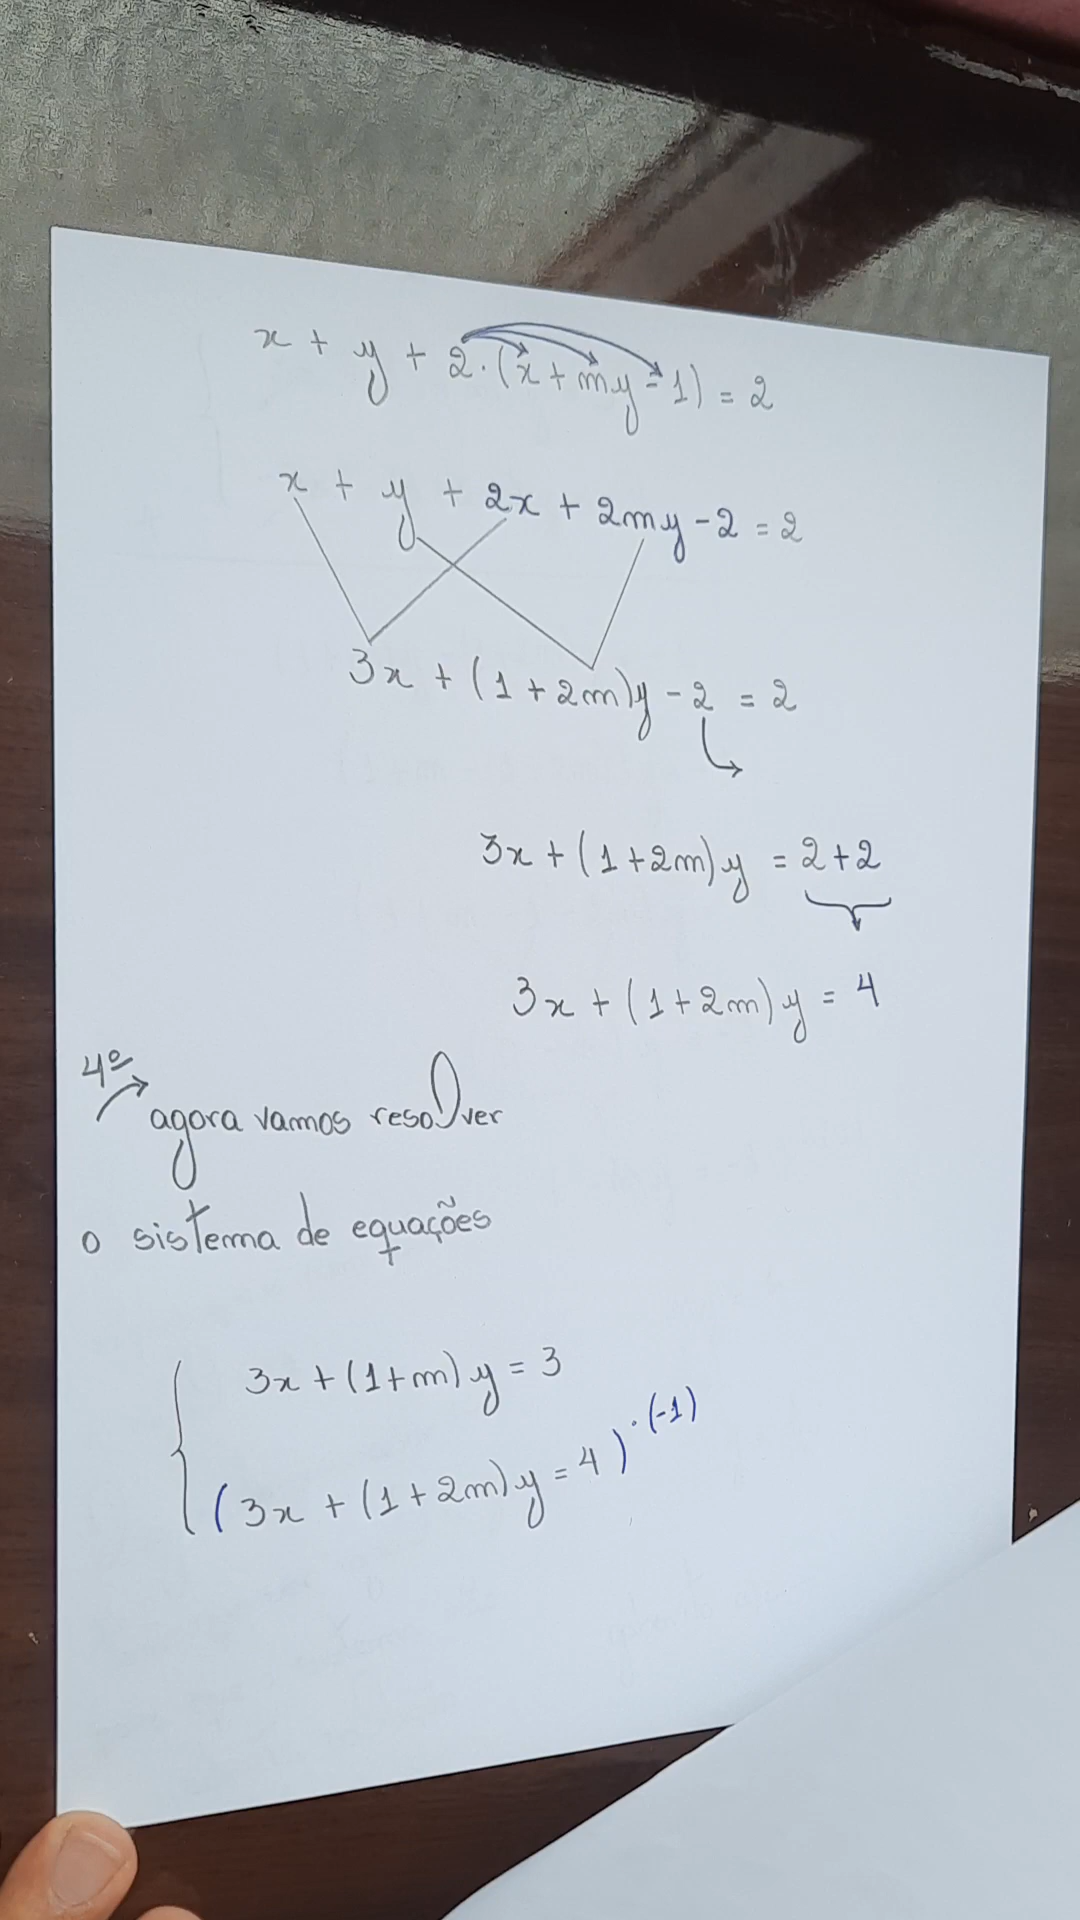 x + y + 2·(x + my - 1) = 2
x + y + 2x + 2my - 2 = 2
3x + (1 + 2m)y - 2 = 2
3x + (1 + 2m)y = 2 + 2
3x + (1 + 2m)y = 4
4º
agora vamos resolver
o sistema de equações
3x + (1 + m)y = 3
(3x + (1 + 2m)y = 4)·(-1)